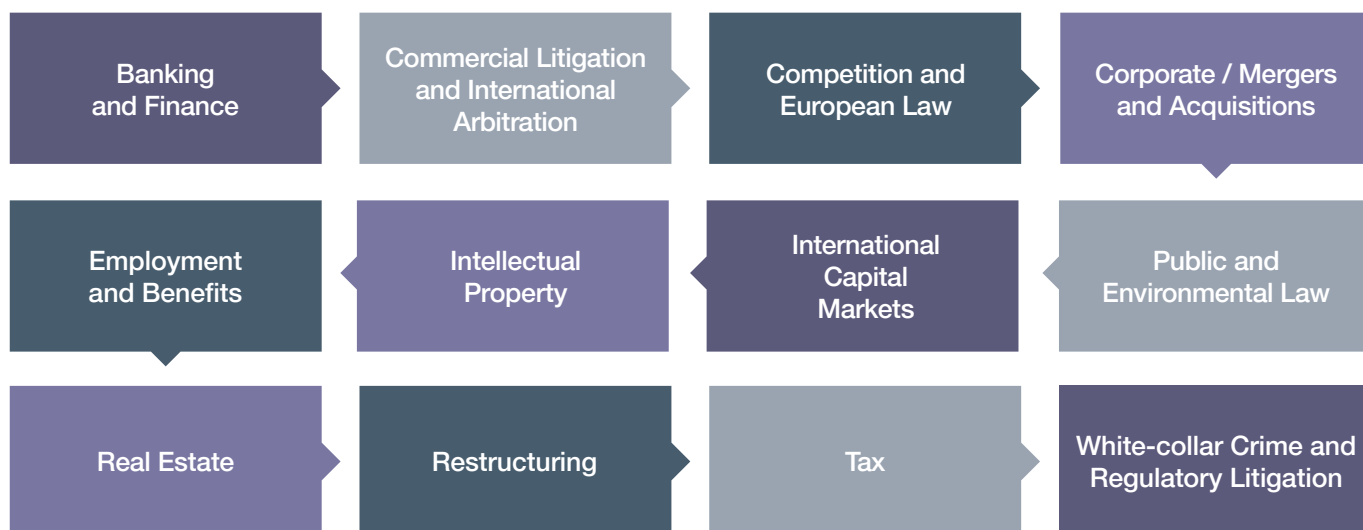 Banking
and Finance
Commercial Litigation
and International
Arbitration
Competition and
European Law
Corporate / Mergers
and Acquisitions
Employment
and Benefits
Intellectual
Property
International
Capital
Markets
Public and
Environmental Law
Real Estate
Restructuring
Tax
White-collar Crime and
Regulatory Litigation